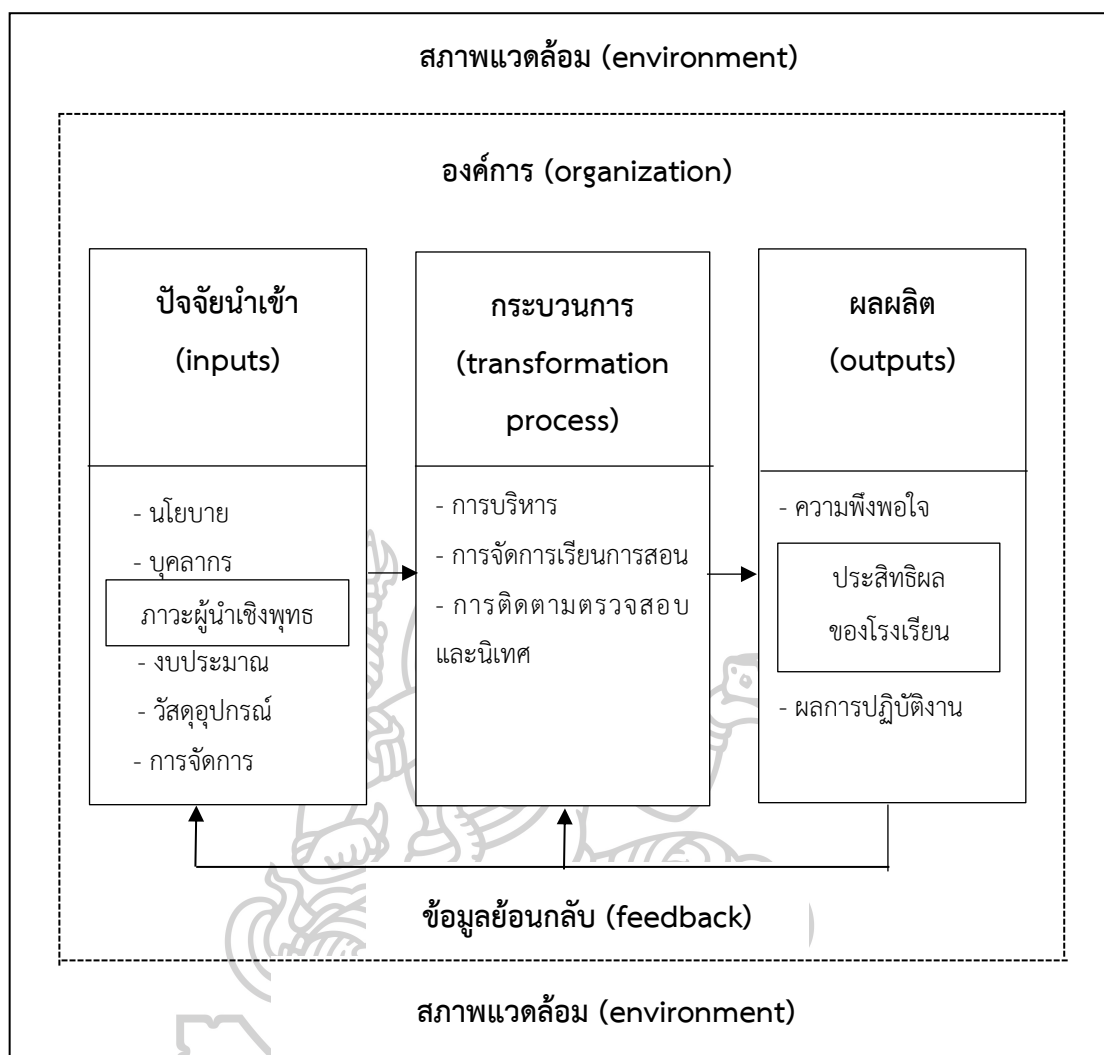 สภาพแวดล้อม (environment)
องค์การ (organization)
ปัจจัยนำเข้า
(inputs)
- นโยบาย
- บุคลากร
ภาวะผู้นำเชิงพุทธ
- งบประมาณ
- วัสดุอุปกรณ์
- การจัดการ
กระบวนการ
(transformation
process)
- การบริหาร
- การจัดการเรียนการสอน
- การติดตามตรวจสอบ
และนิเทศ
ผลผลิต
(outputs)
- ความพึงพอใจ
ประสิทธิผล
ของโรงเรียน
- ผลการปฏิบัติงาน
ข้อมูลย้อนกลับ (feedback)
สภาพแวดล้อม (environment)